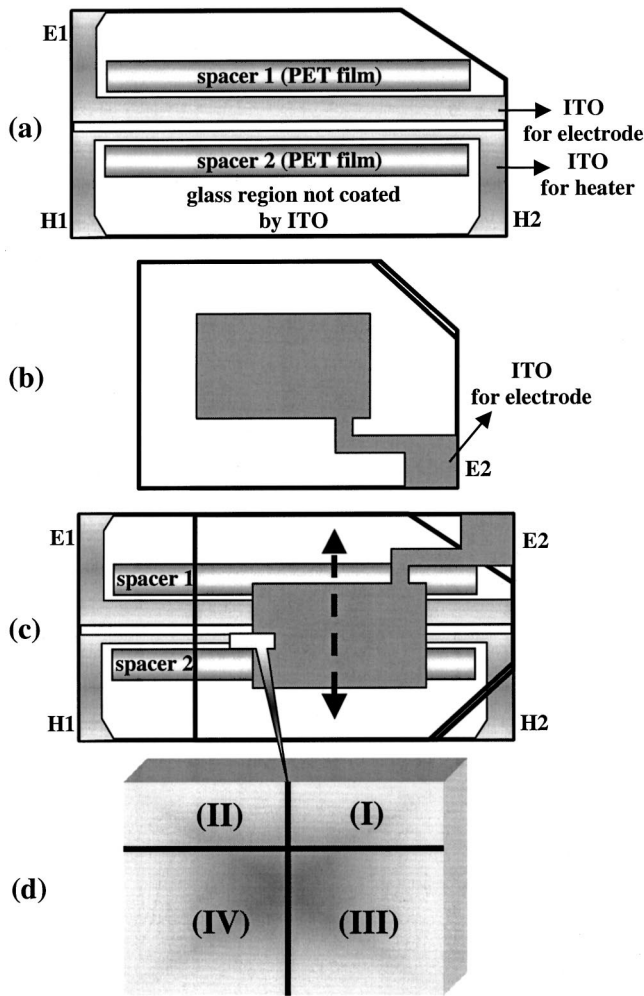 E1
spacer 1 (PET film)
(a)
ITO
for electrode
spacer 2 (PET film)
ITO
for heater
glass region not coated
by ITO
H1
H2
(b)
ITO
for electrode
E2
E1
E2
spacer 1
(c)
spacer 2
H1
H2
(II)
(I)
(d)
(IV)
(III)